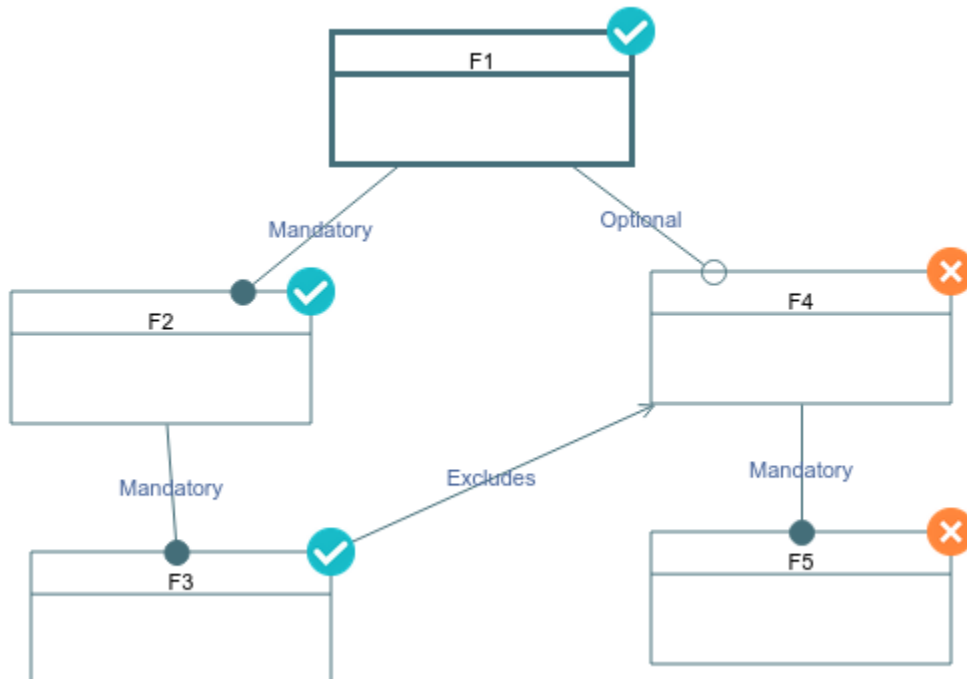 F1
Mandatory
Optional
F2
F4
Mandatory
Excludes
Mandatory
F3
F5